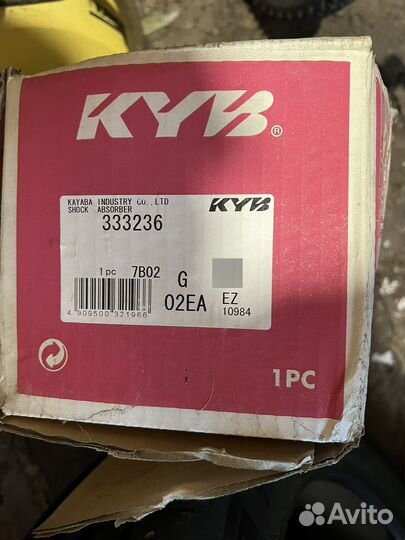 KYB®
KAYABA INDUSTRY CO.,LTD
SHOCK ABSORBER
KYB
333236
1pc 7B02 G
02EA EZ
10984
4 909500 321966
1PC
Avito